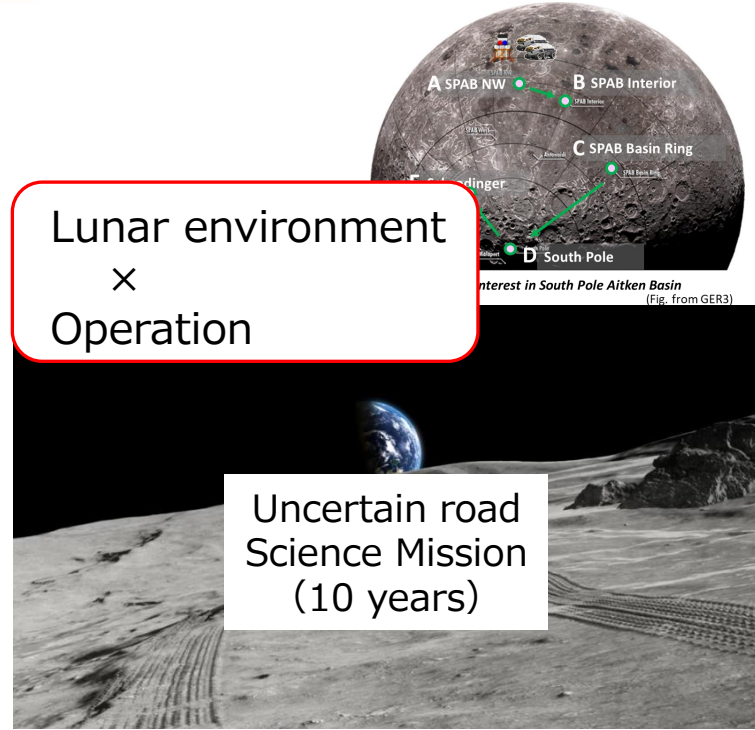 A SPAB NW
B SPAB Interior
SPAB Interior
C SPAB Basin Ring
SPAB Basin Ring
Lunar environment
×
Operation
D South Pole
nterest in South Pole Aitken Basin
(Fig. from GER3)
Uncertain road
Science Mission
(10 years)